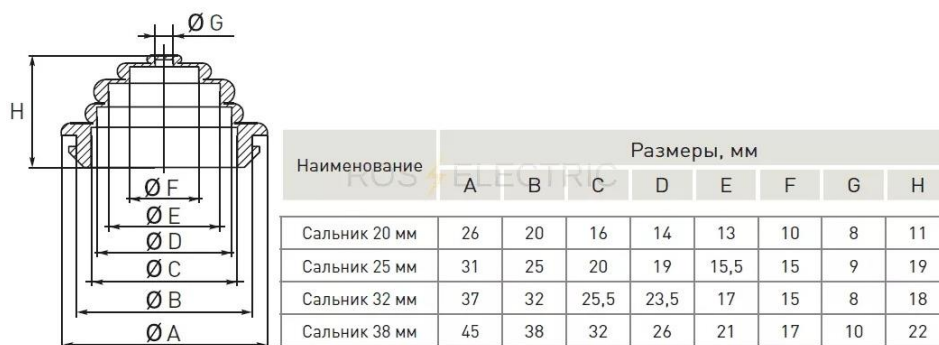 Ø G
H
Ø F
Ø E
Ø D
Ø C
Ø B
Ø A
Наименование
Размеры, мм
A B C D E F G H
ROS ELECTRIC
Сальник 20 мм 26 20 16 14 13 10 8 11
Сальник 25 мм 31 25 20 19 15,5 15 9 19
Сальник 32 мм 37 32 25,5 23,5 17 15 8 18
Сальник 38 мм 45 38 32 26 21 17 10 22